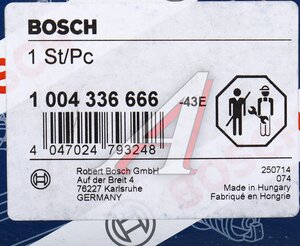 BOSCH
1 St/Pc
1 004 336 666
-43E
4 047024 793248
Robert Bosch GmbH
Auf der Breit 4
76227 Karlsruhe
GERMANY
250714
074
Made in Hungary
Fabriqué en Hongrie